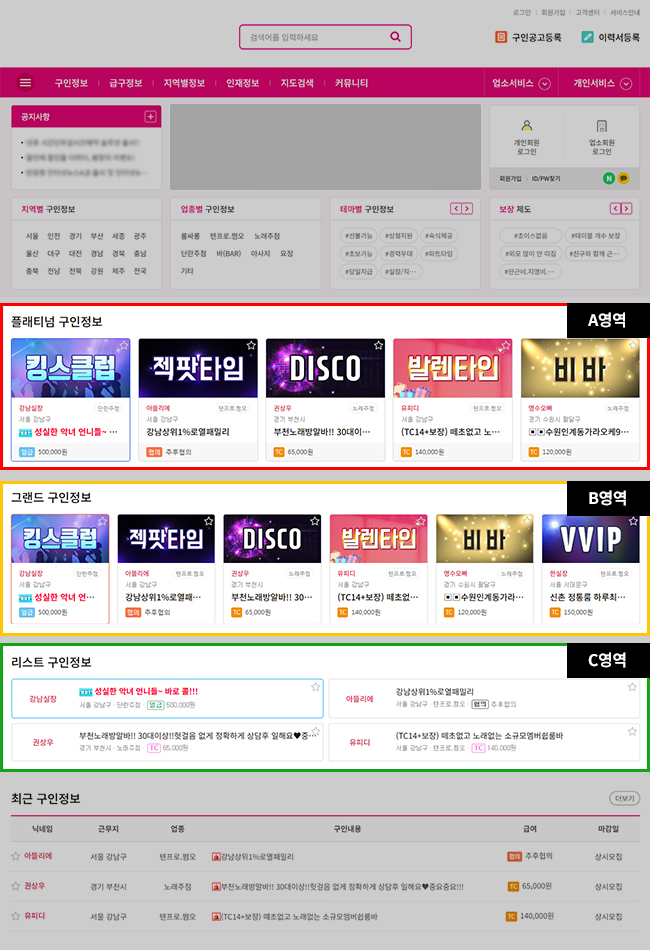 로그인 | 회원가입 | 고객센터 | 서비스안내
검색어를 입력하세요
구인공고등록 이력서등록
구인정보 | 급구정보 | 지역별정보 | 인재정보 | 지도검색 | 커뮤니티 업소서비스 개인서비스
공지사항
개인회원 로그인
업소회원 로그인
회원가입 · ID/PW찾기 N TALK
지역별 구인정보
서울 인천 경기 부산 세종 광주
울산 대구 대전 경남 경북 충남
충북 전남 전북 강원 제주 전국
업종별 구인정보
룸싸롱 텐프로.쩜오 노래주점
단란주점 바(BAR) 마사지 요정
기타
테마별 구인정보
#선불가능 #성형지원 #숙식제공
#초보가능 #경력우대 #파트타임
#당일지급 #실장/직…
보장 제도
#초이스없음 #테이블 개수 보장
#외모 많이 안 따짐 #친구와 함께 근…
#만근비.지명비.…
플래티넘 구인정보 A영역
킹스클럽 젝팟타임 DISCO 발렌타인 비바
강남실장 단란주점 아뜰리에 텐프로.쩜오 권상우 노래주점 유피디 텐프로.쩜오 명수오빠 노래주점
서울 강남구 서울 강남구 경기 부천시 서울 강남구 경기 수원시 팔달구
성실한 악녀 언니들~ … 강남상위1%로열패밀리 부천노래방알바!! 30대이… (TC14+보장) 떼초고 노… ▣▣수원인계동가라오케9…
일급 500,000원 협의 추후협의 TC 65,000원 TC 140,000원 TC 120,000원
그랜드 구인정보 B영역
킹스클럽 젝팟타임 DISCO 발렌타인 비바 VVIP
강남실장 단란주점 아뜰리에 텐프로.쩜오 권상우 노래주점 유피디 텐프로.쩜오 명수오빠 노래주점 한실장 텐프로.쩜오
서울 강남구 서울 강남구 경기 부천시 서울 강남구 경기 수원시 팔달구 서울 서대문구
성실한 악녀 언… 강남상위1%로열패… 부천노래방알바!! 30… (TC14+보장) 떼초없… ▣▣수원인계동가라… 신촌 정통룸 하루최…
일급 500,000원 협의 추후협의 TC 65,000원 TC 140,000원 TC 120,000원 TC 150,000원
리스트 구인정보 C영역
강남실장 성실한 악녀 언니들~ 바로 콜!!!
서울 강남구 · 단란주점 일급 500,000원
아뜰리에 강남상위1%로열패밀리
서울 강남구 · 텐프로.쩜오 협의 추후협의
권상우 부천노래방알바!! 30대이상!!헛걸음 없게 정확하게 상담후 일해요♥중…
경기 부천시 · 노래주점 TC 65,000원
유피디 (TC14+보장) 떼초없고 노래없는 소규모멤버쉽룸바
서울 강남구 · 텐프로.쩜오 TC 140,000원
최근 구인정보 더보기
닉네임 근무지 업종 구인내용 급여 마감일
아뜰리에 서울 강남구 텐프로.쩜오 강남상위1%로열패밀리 협의 추후협의 상시모집
권상우 경기 부천시 노래주점 부천노래방알바!! 30대이상!!헛걸음 없게 정확하게 상담후 일해요♥중요중요!!! TC 65,000원 상시모집
유피디 서울 강남구 텐프로.쩜오 (TC14+보장) 떼초없고 노래없는 소규모멤버쉽룸바 TC 140,000원 상시모집